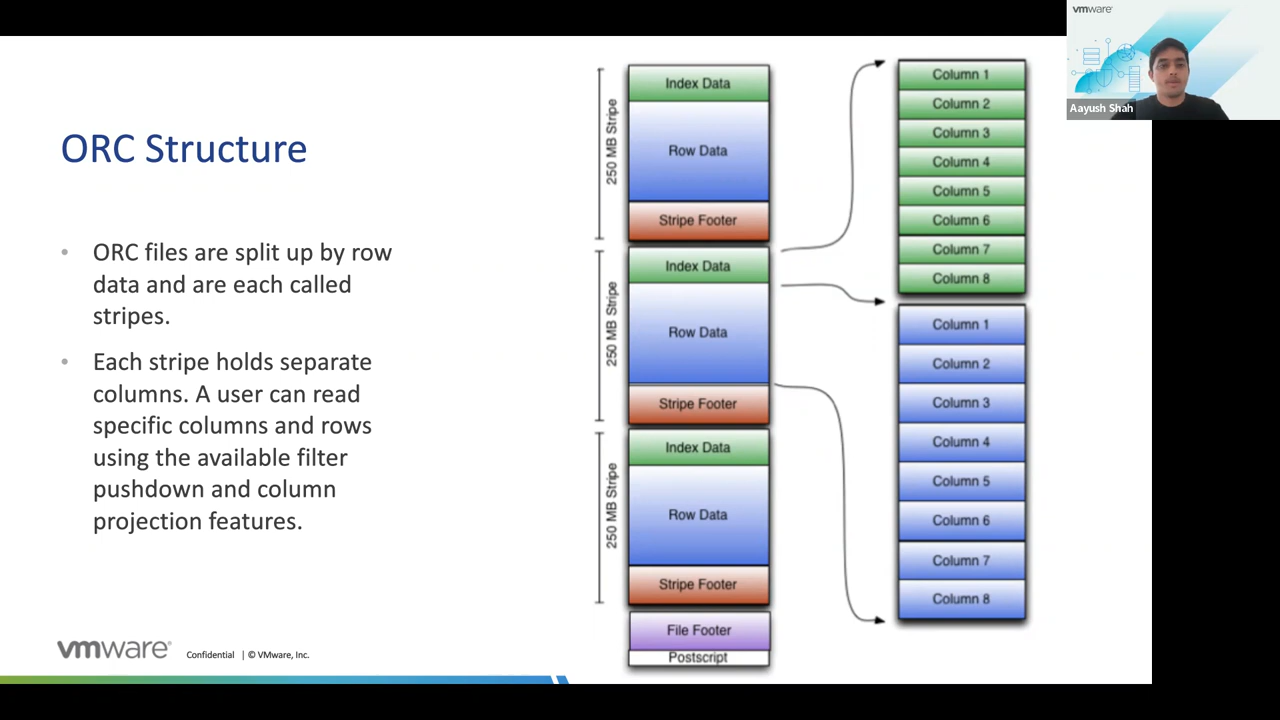 vmware®
Aayush Shah
ORC Structure
• ORC files are split up by row
data and are each called
stripes.
• Each stripe holds separate
columns. A user can read
specific columns and rows
using the available filter
pushdown and column
projection features.
250 MB Stripe
Index Data
Row Data
Stripe Footer
250 MB Stripe
Index Data
Row Data
Stripe Footer
250 MB Stripe
Index Data
Row Data
Stripe Footer
File Footer
Postscript
Column 1
Column 2
Column 3
Column 4
Column 5
Column 6
Column 7
Column 8
Column 1
Column 2
Column 3
Column 4
Column 5
Column 6
Column 7
Column 8
vmware®
Confidential | © VMware, Inc.